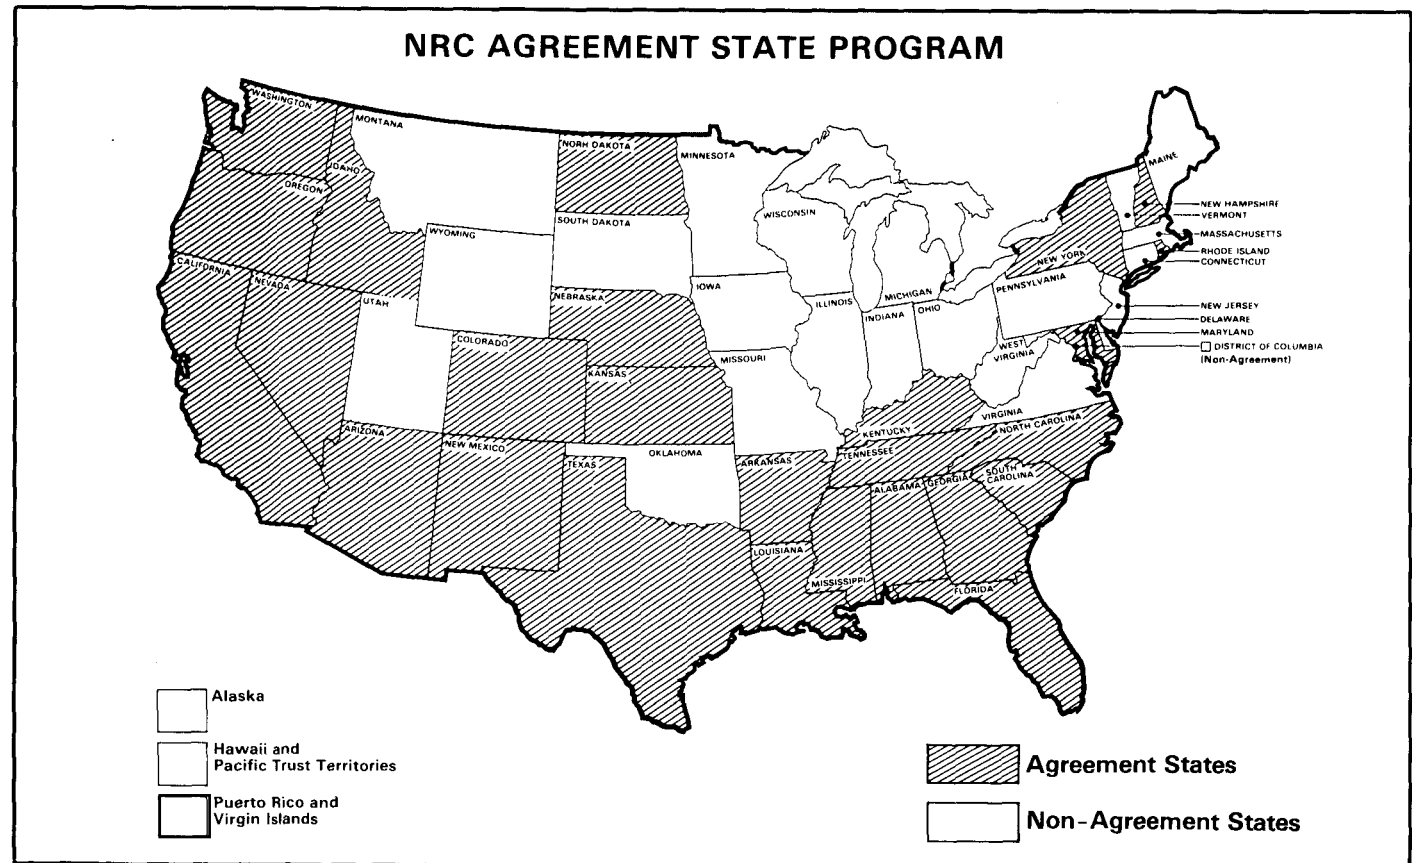 NRC AGREEMENT STATE PROGRAM
WASHINGTON
MONTANA
NORH DAKOTA
MINNESOTA
MAINE
IDAHO
OREGON
WISCONSIN
NEW HAMPSHIRE
VERMONT
SOUTH DAKOTA
WYOMING
MASSACHUSETTS
RHODE ISLAND
CONNECTICUT
NEW YORK
CALIFORNIA
NEVADA
UTAH
NEBRASKA
IOWA
ILLINOIS
MICHIGAN
PENNSYLVANIA
INDIANA
OHIO
NEW JERSEY
DELAWARE
MARYLAND
DISTRICT OF COLUMBIA
(Non-Agreement)
COLORADO
MISSOURI
WEST
VIRGINIA
KANSAS
VIRGINIA
ARIZONA
NEW MEXICO
OKLAHOMA
KENTUCKY
NORTH CAROLINA
TEXAS
ARKANSAS
TENNESSEE
SOUTH
CAROLINA
ALABAMA
GEORGIA
LOUISIANA
MISSISSIPPI
FLORIDA
Alaska
Hawaii and
Pacific Trust Territories
Puerto Rico and
Virgin Islands
Agreement States
Non-Agreement States